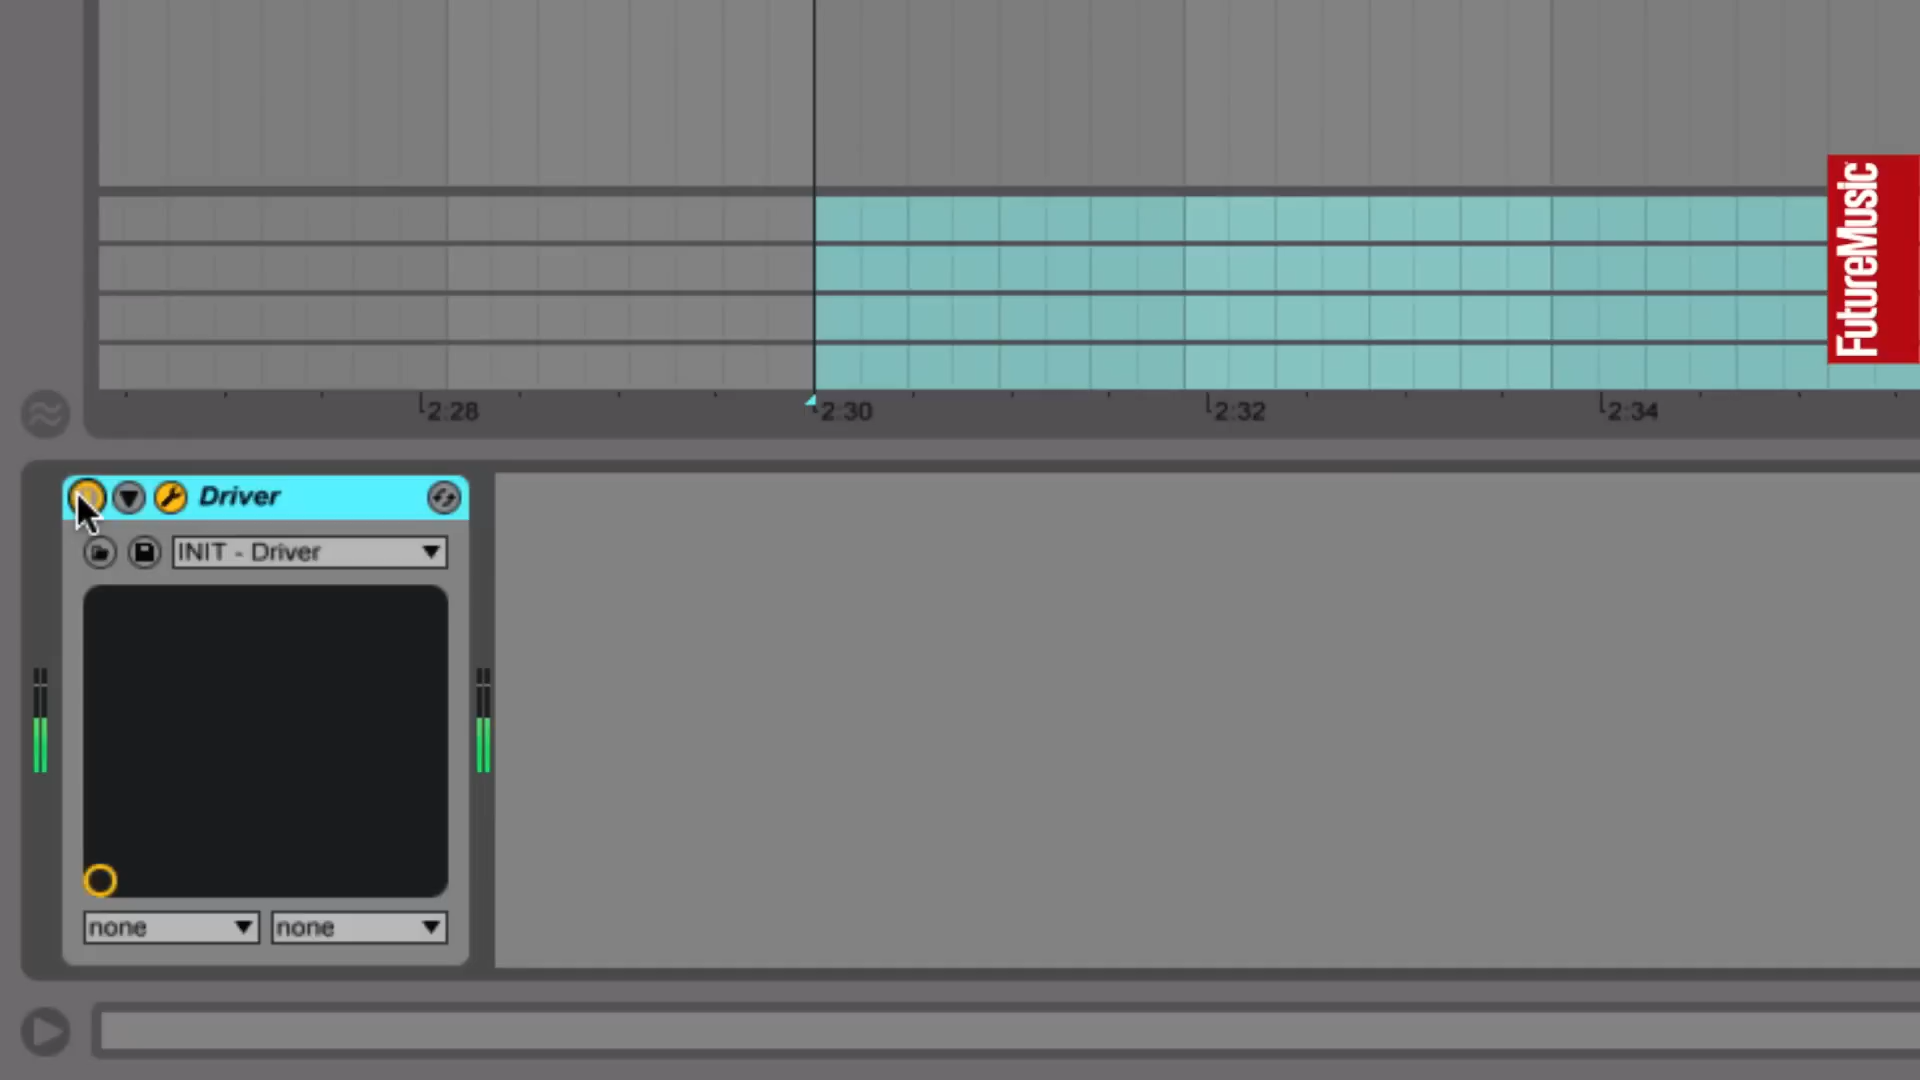 FutureMusic
2:28
2:30
2:32
2:34
Driver
INIT - Driver
none
none